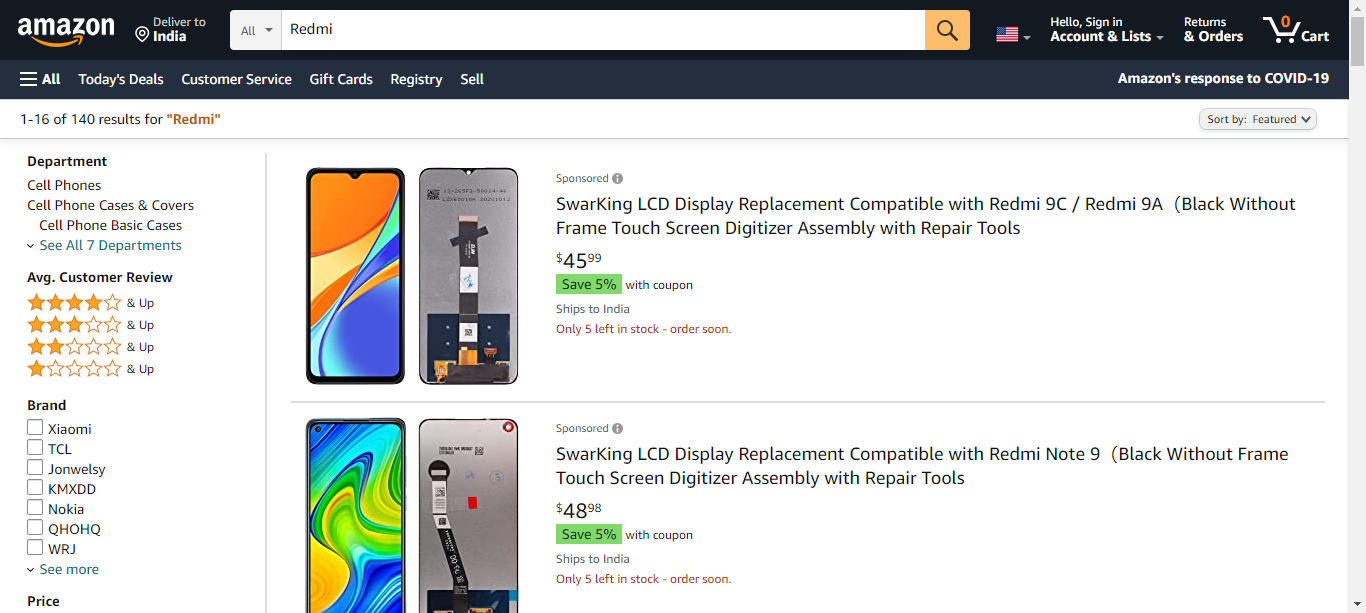 amazon
Deliver to
India
All
Redmi
Hello, Sign in
Account & Lists
Returns
& Orders
0
Cart
All
Today's Deals
Customer Service
Gift Cards
Registry
Sell
Amazon's response to COVID-19
1-16 of 140 results for "Redmi"
Sort by: Featured
Department
Cell Phones
Cell Phone Cases & Covers
Cell Phone Basic Cases
See All 7 Departments
Avg. Customer Review
& Up
& Up
& Up
& Up
Brand
Xiaomi
TCL
Jonwelsy
KMXDD
Nokia
QHOHQ
WRJ
See more
Price
Sponsored
SwarKing LCD Display Replacement Compatible with Redmi 9C / Redmi 9A（Black Without
Frame Touch Screen Digitizer Assembly with Repair Tools
$4599
Save 5% with coupon
Ships to India
Only 5 left in stock - order soon.
Sponsored
SwarKing LCD Display Replacement Compatible with Redmi Note 9（Black Without Frame
Touch Screen Digitizer Assembly with Repair Tools
$4898
Save 5% with coupon
Ships to India
Only 5 left in stock - order soon.